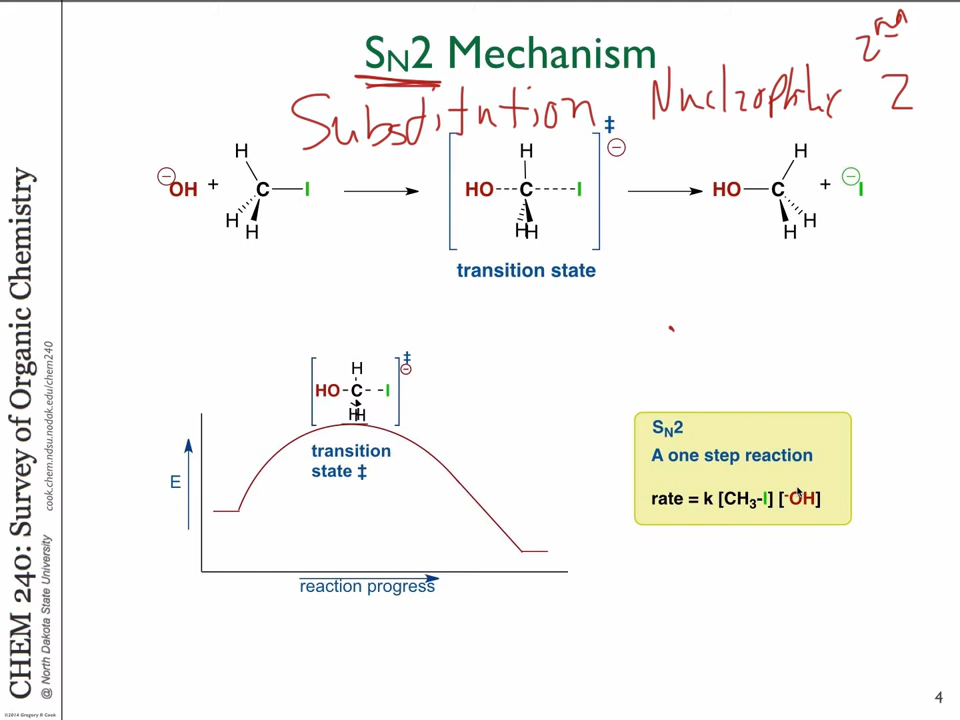 SN2 Mechanism
2nd
Substitution Nucleophilic 2
‡
H H H
⊖OH + C—I HO---C----I ⊖ HO—C + ⊖I
H H HH H H
transition state
‡
H
HO-C--I ⊖
HH
transition
state ‡
E
reaction progress
SN2
A one step reaction
rate = k [CH3-I] [-OH]
CHEM 240: Survey of Organic Chemistry
@ North Dakota State University cook.chem.ndsu.nodak.edu/chem240
©2014 Gregory R Cook
4